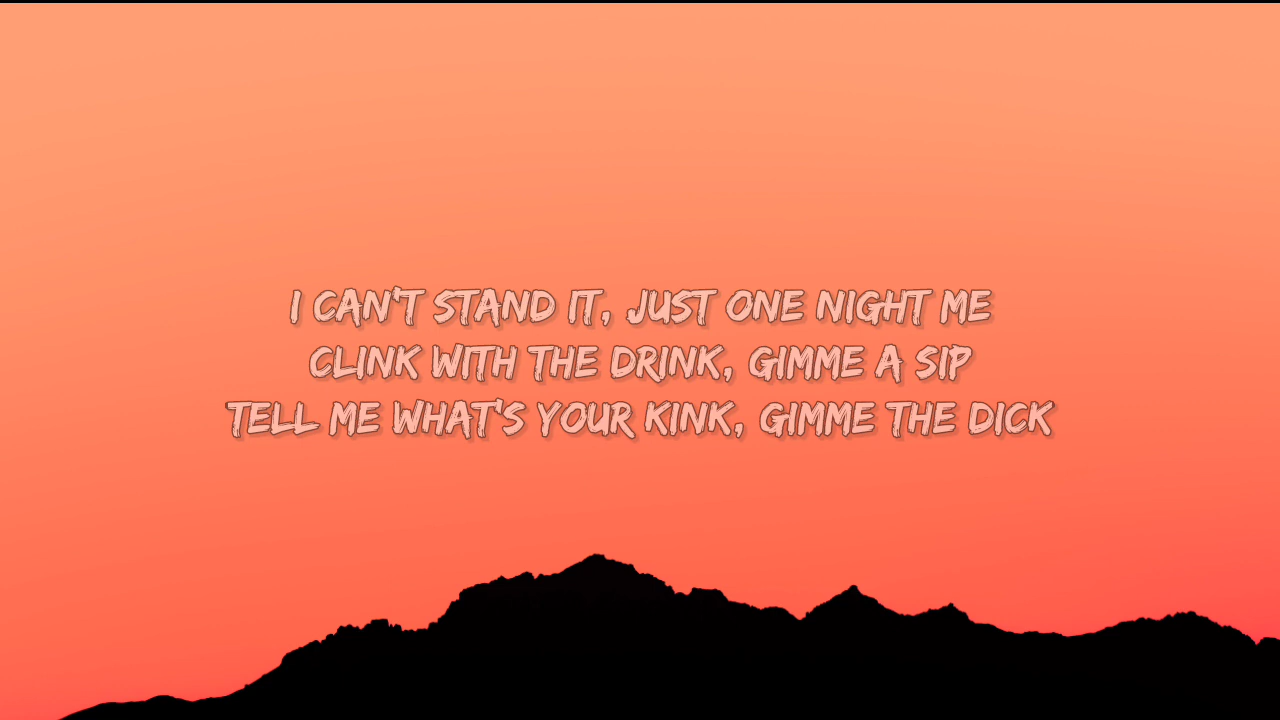 I CAN'T STAND IT, JUST ONE NIGHT ME
CLINK WITH THE DRINK, GIMME A SIP
TELL ME WHAT'S YOUR KINK, GIMME THE DICK